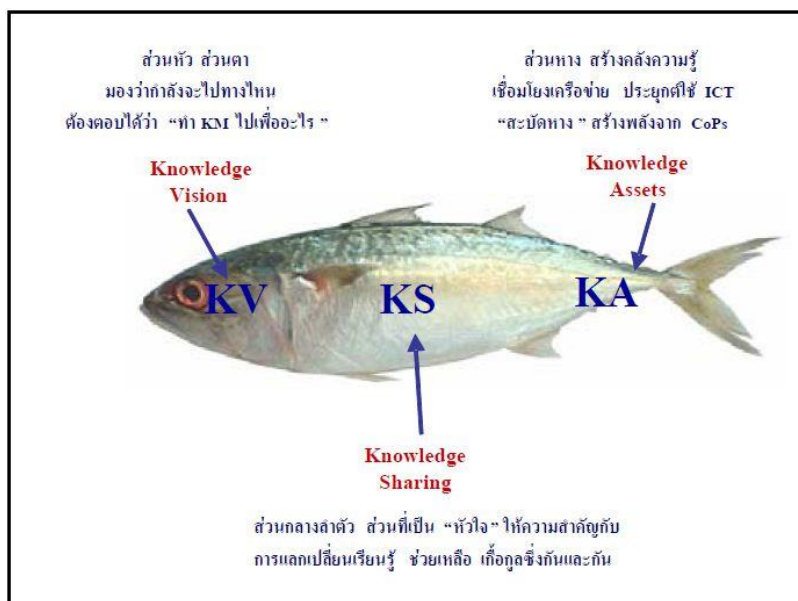 ส่วนหัว ส่วนตา
มองว่ากำลังจะไปทางไหน
ต้องตอบได้ว่า “ทำ KM ไปเพื่ออะไร ”
Knowledge
Vision
ส่วนหาง สร้างคลังความรู้
เชื่อมโยงเครือข่าย ประยุกต์ใช้ ICT
“สะบัดหาง ” สร้างพลังจาก CoPs
Knowledge
Assets
KV
KS
KA
Knowledge
Sharing
ส่วนกลางลำตัว ส่วนที่เป็น “หัวใจ” ให้ความสำคัญกับ
การแลกเปลี่ยนเรียนรู้ ช่วยเหลือ เกื้อกูลซึ่งกันและกัน